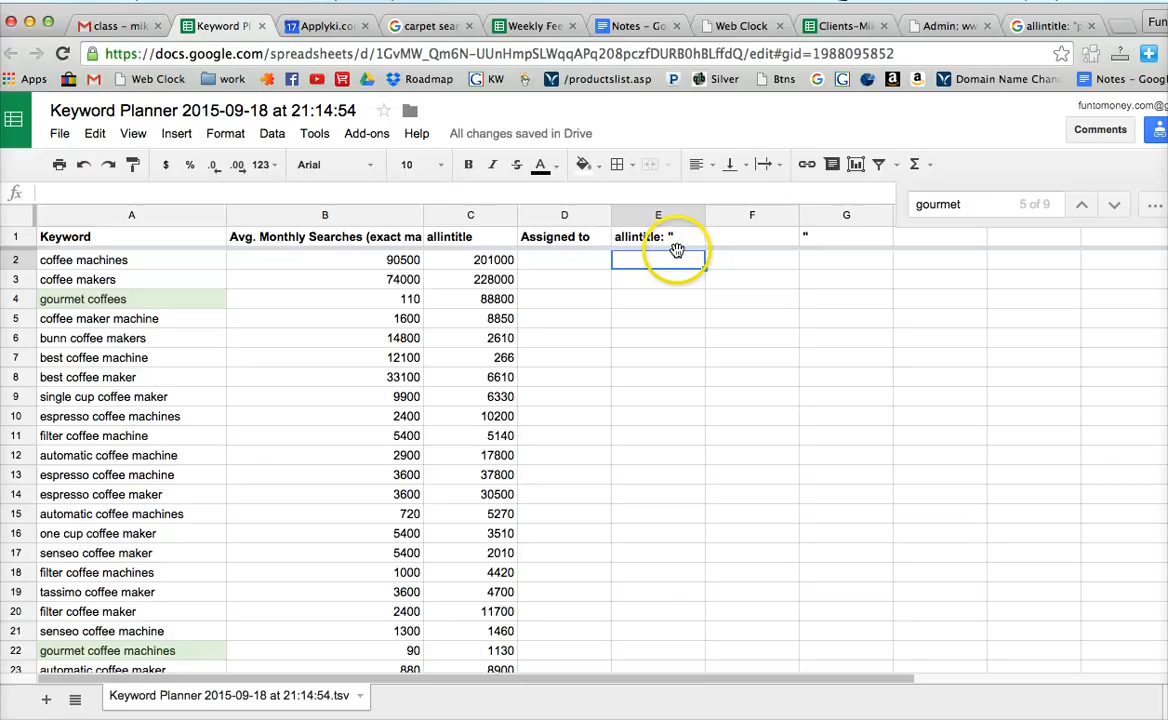 class - mik
Keyword P
17 Applyki.co
carpet sear
Weekly Fee
Notes - Go
Web Clock
Clients-Mi
Admin: ww
allintitle: "p
Fun
https://docs.google.com/spreadsheets/d/1GvMW_Qm6N-UUnHmpSLWqqAPq208pczfDURB0hBLffdQ/edit#gid=1988095852
Apps
Web Clock
work
Roadmap
KW
/productslist.asp
Silver
Btns
Domain Name Chan
Notes - Googl
Keyword Planner 2015-09-18 at 21:14:54
funtomoney.com@g
File Edit View Insert Format Data Tools Add-ons Help All changes saved in Drive
Comments
$ % .0 .00 123 Arial 10 B I S A Σ
fx
gourmet 5 of 9
A B C D E F G
1 Keyword Avg. Monthly Searches (exact ma allintitle Assigned to allintitle: " "
2 coffee machines 90500 201000
3 coffee makers 74000 228000
4 gourmet coffees 110 88800
5 coffee maker machine 1600 8850
6 bunn coffee makers 14800 2610
7 best coffee machine 12100 266
8 best coffee maker 33100 6610
9 single cup coffee maker 9900 6330
10 espresso coffee machines 2400 10200
11 filter coffee machine 5400 5140
12 automatic coffee machine 2900 17800
13 espresso coffee machine 3600 37800
14 espresso coffee maker 3600 30500
15 automatic coffee machines 720 5270
16 one cup coffee maker 5400 3510
17 senseo coffee maker 5400 2010
18 filter coffee machines 1000 4420
19 tassimo coffee maker 3600 4700
20 filter coffee maker 2400 11700
21 senseo coffee machine 1300 1460
22 gourmet coffee machines 90 1130
23 automatic coffee maker 880 8900
Keyword Planner 2015-09-18 at 21:14:54.tsv